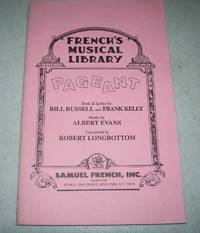 FRENCH'S
MUSICAL
LIBRARY
PAGEANT
Book & Lyrics by
BILL RUSSELL and FRANK KELLY
Music by
ALBERT EVANS
Conceived by
ROBERT LONGBOTTOM
SAMUEL FRENCH, INC.